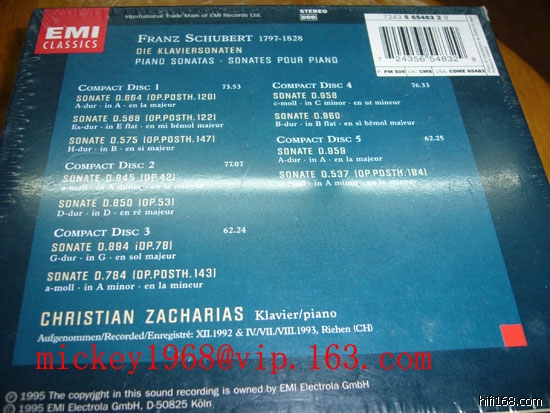 International Trade Mark of EMI Records Ltd.
STEREO
DDD
EMI
CLASSICS
7243 5 65483 2 9
FRANZ SCHUBERT 1797-1828
DIE KLAVIERSONATEN
PIANO SONATAS · SONATES POUR PIANO
7 24356 54832 9
COMPACT DISC 1 73.53
SONATE D.664 (OP.POSTH.120)
A-dur · in A · en la majeur
SONATE D.568 (OP.POSTH.122)
Es-dur · in E flat · en mi bémol majeur
SONATE D.575 (OP.POSTH.147)
H-dur · in B · en si majeur
COMPACT DISC 2 77.07
SONATE D.845 (OP.42)
a-moll · in A minor · en la mineur
SONATE D.850 (OP.53)
D-dur · in D · en ré majeur
COMPACT DISC 3 62.24
SONATE D.894 (OP.78)
G-dur · in G · en sol majeur
SONATE D.784 (OP.POSTH.143)
a-moll · in A minor · en la mineur
COMPACT DISC 4 76.33
SONATE D.958
c-moll · in C minor · en ut mineur
SONATE D.960
B-dur · in B flat · en si bémol majeur
COMPACT DISC 5 62.25
SONATE D.959
A-dur · in A · en la majeur
SONATE D.537 (OP.POSTH.164)
a-moll · in A minor · en la mineur
CHRISTIAN ZACHARIAS Klavier/piano
Aufgenommen/Recorded/Enregistré: XII.1992 & IV/VII/VIII.1993, Riehen (CH)
mickey1968@vip.163.com
℗ 1995 The copyright in this sound recording is owned by EMI Electrola GmbH
© 1995 EMI Electrola GmbH, D-50825 Köln
hifi168.com